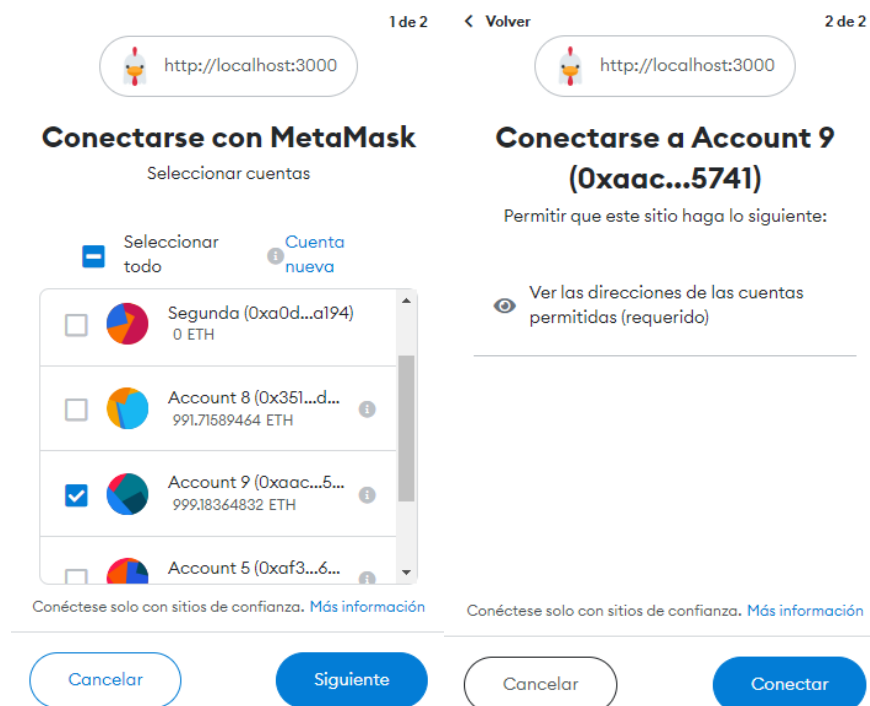 1 de 2
http://localhost:3000
Conectarse con MetaMask
Seleccionar cuentas
Seleccionar
todo
Cuenta
nueva
Segunda (0xa0d...a194)
0 ETH
Account 8 (0x351...d...
991.71589464 ETH
Account 9 (0xaac...5...
999.18364832 ETH
Account 5 (0xaf3...6...
Conéctese solo con sitios de confianza. Más información
Cancelar
Siguiente
Volver
2 de 2
http://localhost:3000
Conectarse a Account 9
(0xaac...5741)
Permitir que este sitio haga lo siguiente:
Ver las direcciones de las cuentas
permitidas (requerido)
Conéctese solo con sitios de confianza. Más información
Cancelar
Conectar